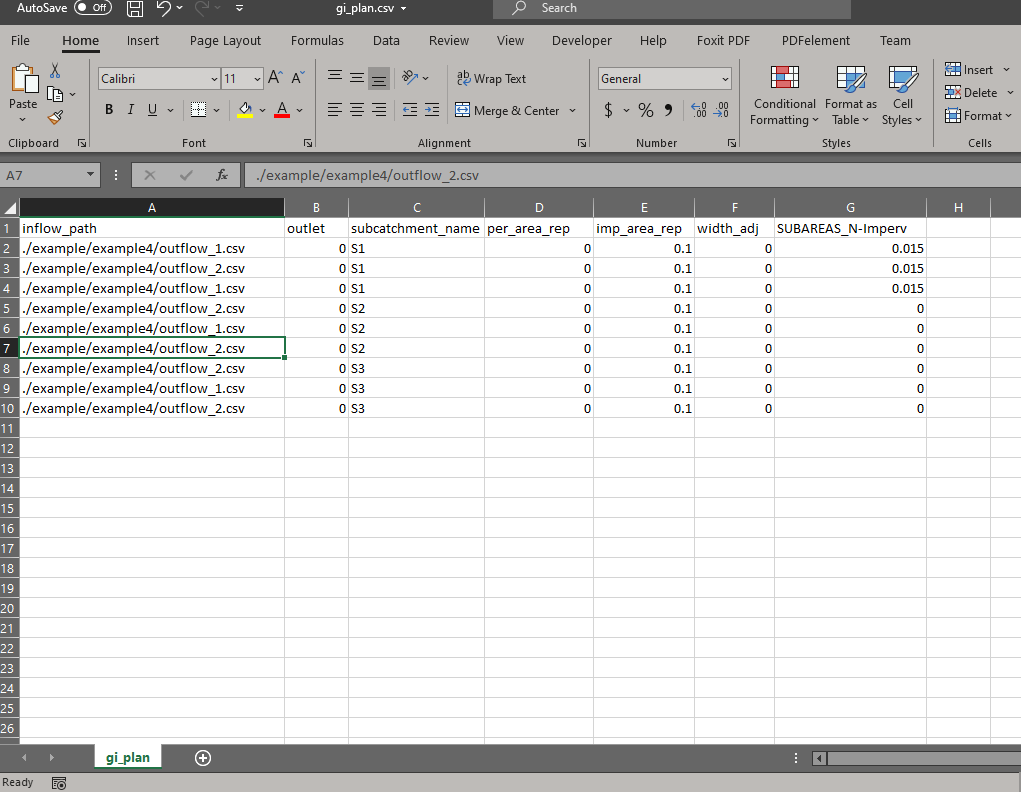 AutoSave Off gi_plan.csv Search
File Home Insert Page Layout Formulas Data Review View Developer Help Foxit PDF PDFelement Team
Calibri 11 A A ab Wrap Text General Insert
Paste B I U A Merge & Center $ % 9 .00 .00 Conditional Formatting Format as Table Cell Styles Delete
Format
Clipboard Font Alignment Number Styles Cells
A7 fx ./example/example4/outflow_2.csv
A B C D E F G H
1 inflow_path outlet subcatchment_name per_area_rep imp_area_rep width_adj SUBAREAS_N-Imperv
2 ./example/example4/outflow_1.csv 0 S1 0 0.1 0 0.015
3 ./example/example4/outflow_2.csv 0 S1 0 0.1 0 0.015
4 ./example/example4/outflow_1.csv 0 S1 0 0.1 0 0.015
5 ./example/example4/outflow_2.csv 0 S2 0 0.1 0 0
6 ./example/example4/outflow_1.csv 0 S2 0 0.1 0 0
7 ./example/example4/outflow_2.csv 0 S2 0 0.1 0 0
8 ./example/example4/outflow_2.csv 0 S3 0 0.1 0 0
9 ./example/example4/outflow_1.csv 0 S3 0 0.1 0 0
10 ./example/example4/outflow_2.csv 0 S3 0 0.1 0 0
11
12
13
14
15
16
17
18
19
20
21
22
23
24
25
26
gi_plan
Ready